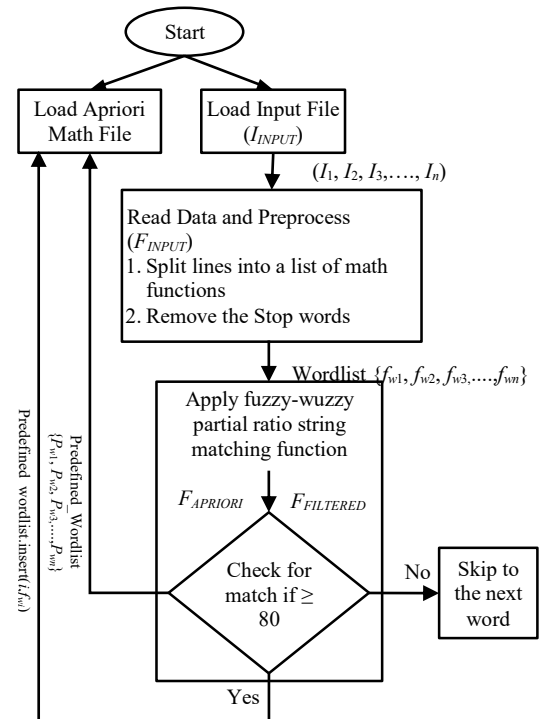 Start
Load Apriori
Math File
Load Input File
(I_INPUT)
(I1, I2, I3,…., In)
Read Data and Preprocess
(F_INPUT)
1. Split lines into a list of math
functions
2. Remove the Stop words
Wordlist {fw1, fw2, fw3,....,fwn}
Apply fuzzy-wuzzy
partial ratio string
matching function
F_APRIORI
F_FILTERED
Check for
match if ≥
80
No
Skip to
the next
word
Yes
Predefined_Wordlist
{Pw1, Pw2, Pw3,....,Pwn}
Predefined wordlist.insert(i,fwi)